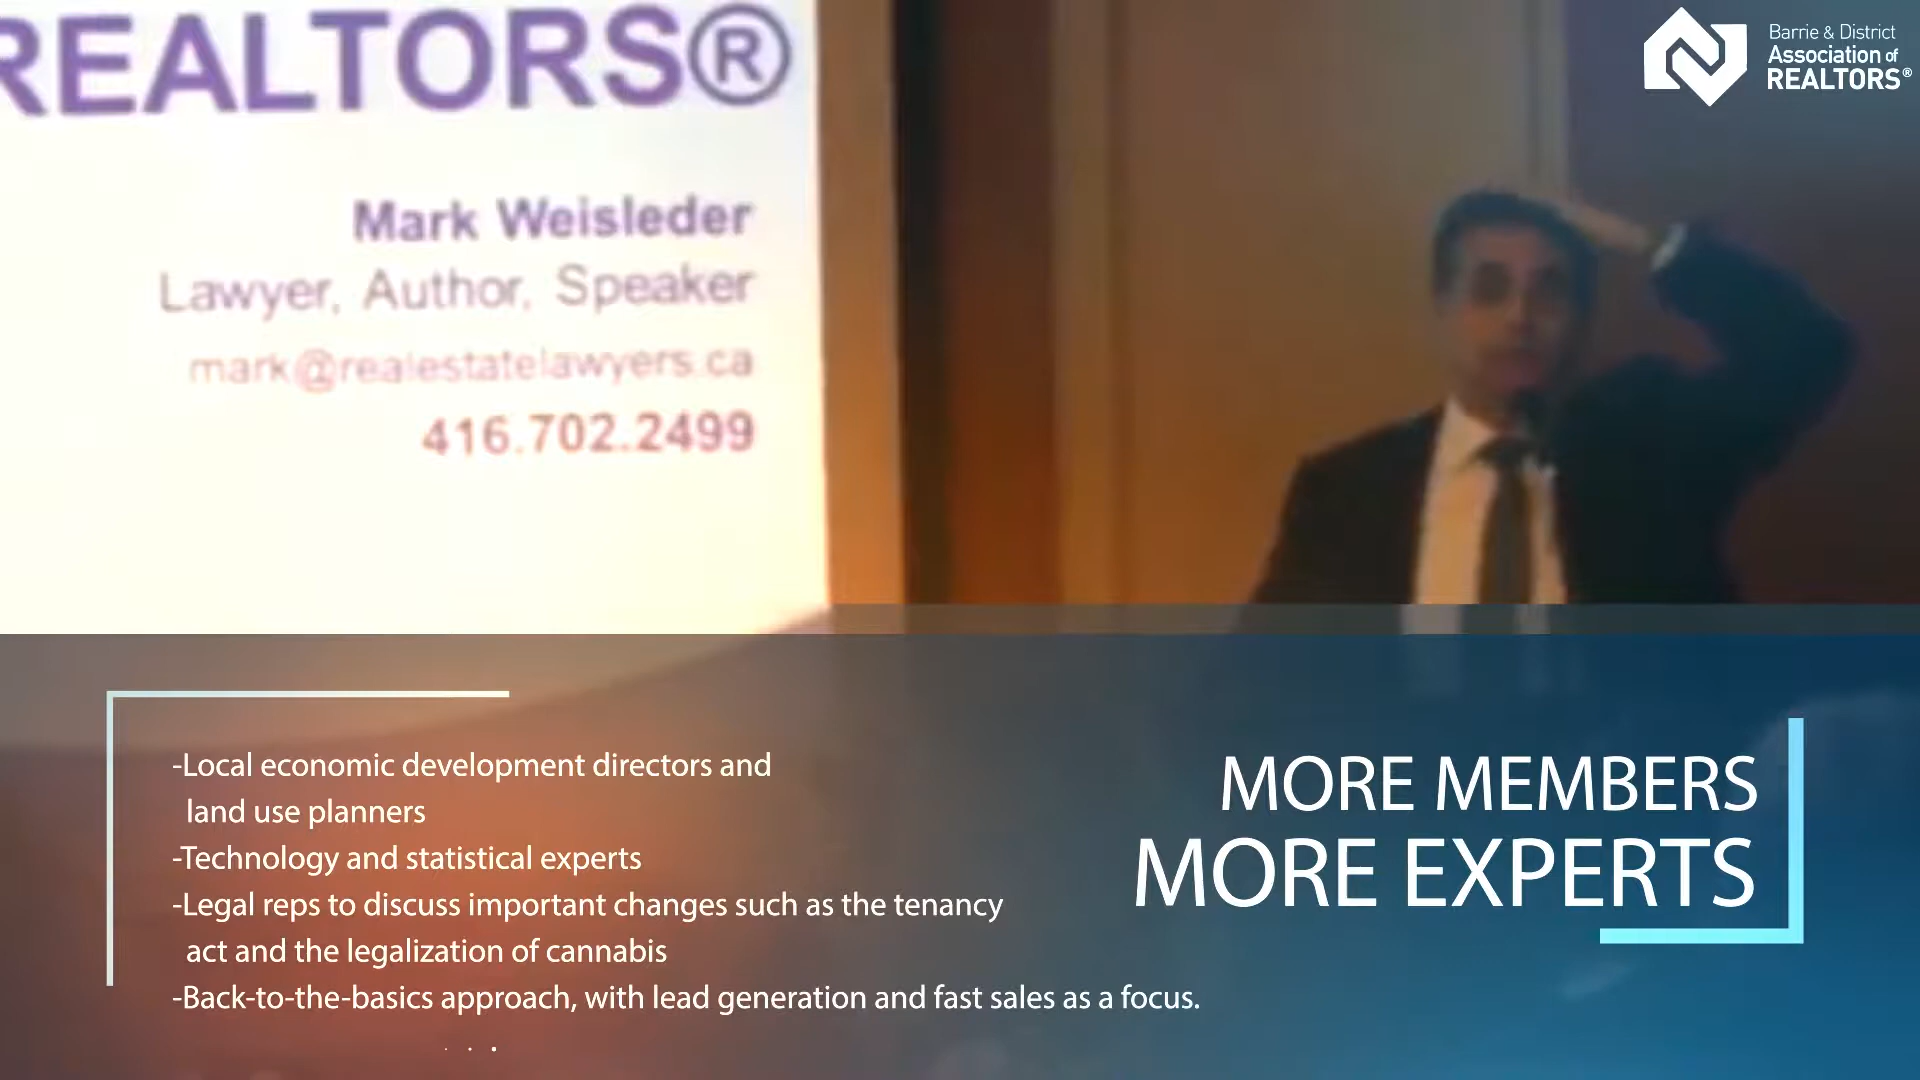 REALTORS®
Mark Weisleder
Lawyer, Author, Speaker
mark@realestatelawyers.ca
416.702.2499
Barrie & District
Association of
REALTORS®
-Local economic development directors and
land use planners
-Technology and statistical experts
-Legal reps to discuss important changes such as the tenancy
act and the legalization of cannabis
-Back-to-the-basics approach, with lead generation and fast sales as a focus.
MORE MEMBERS
MORE EXPERTS